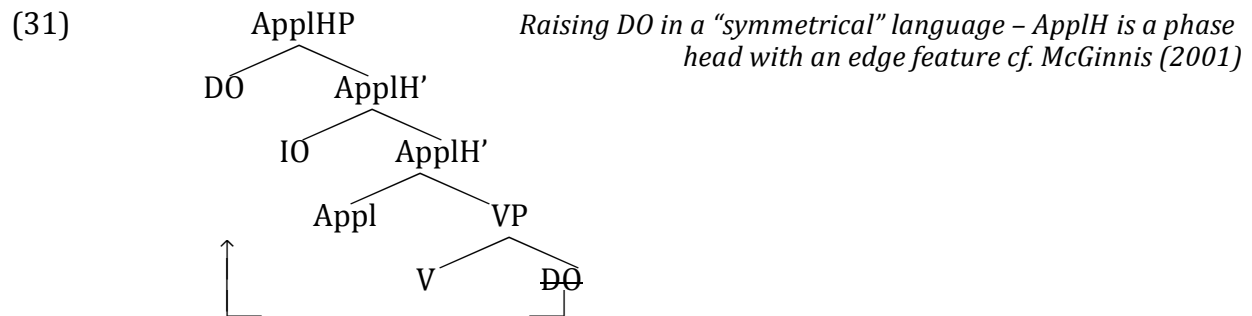 (31) ApplHP Raising DO in a “symmetrical” language – ApplH is a phase
head with an edge feature cf. McGinnis (2001)
DO ApplH’
IO ApplH’
Appl VP
V DO